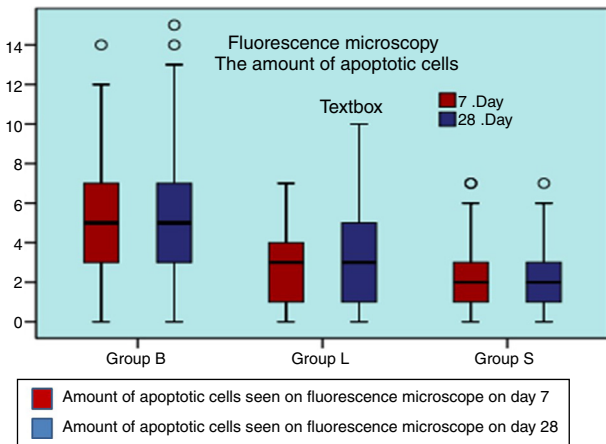 Fluorescence microscopy
The amount of apoptotic cells
Textbox
7 .Day
28 .Day
14
12
10
8
6
4
2
0
Group B
Group L
Group S
Amount of apoptotic cells seen on fluorescence microscope on day 7
Amount of apoptotic cells seen on fluorescence microscope on day 28